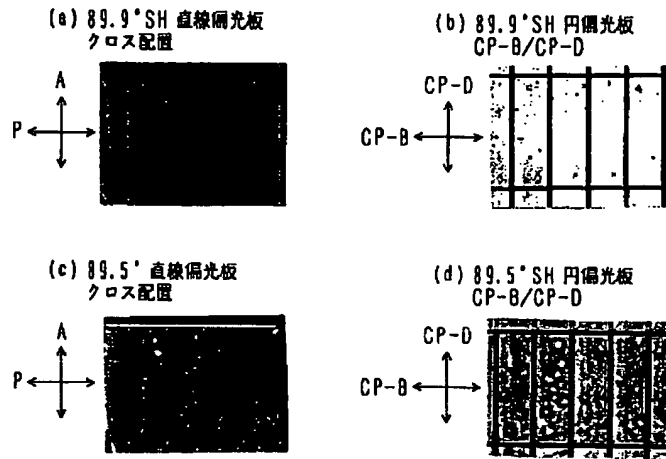 (a) 89.9°SH 直線偏光板
クロス配置
A
P
(b) 89.9°SH 円偏光板
CP-B/CP-D
CP-D
CP-B
(c) 89.5° 直線偏光板
クロス配置
A
P
(d) 89.5°SH 円偏光板
CP-B/CP-D
CP-D
CP-B